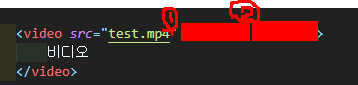 <video src="test.mp4" >
비디오
</video>